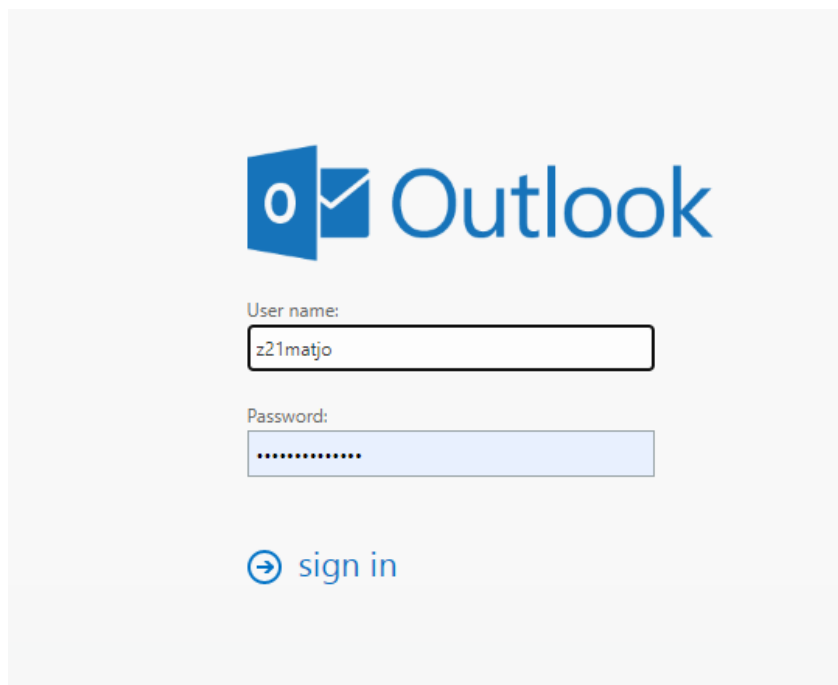 Outlook
User name:
z21matjo
Password:
••••••••••••••
sign in